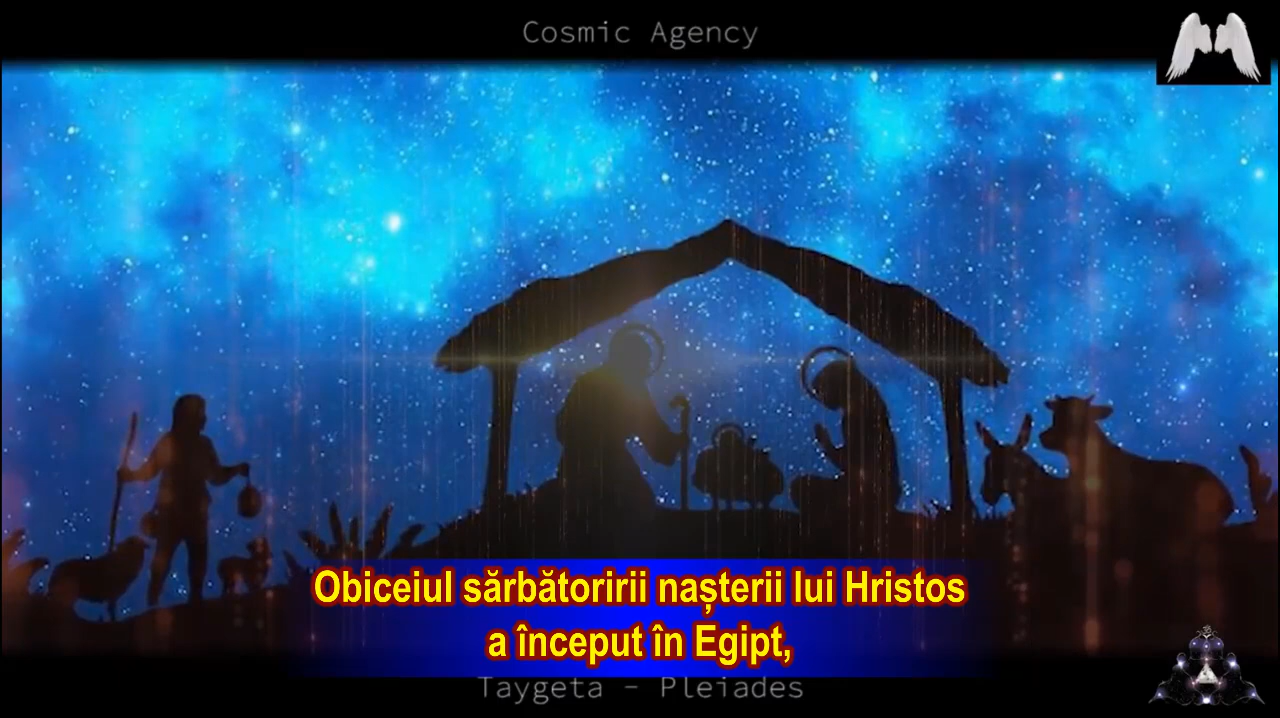 Cosmic Agency
Obiceiul sărbătoririi nașterii lui Hristos
a început în Egipt,
Taygeta - Pleiades